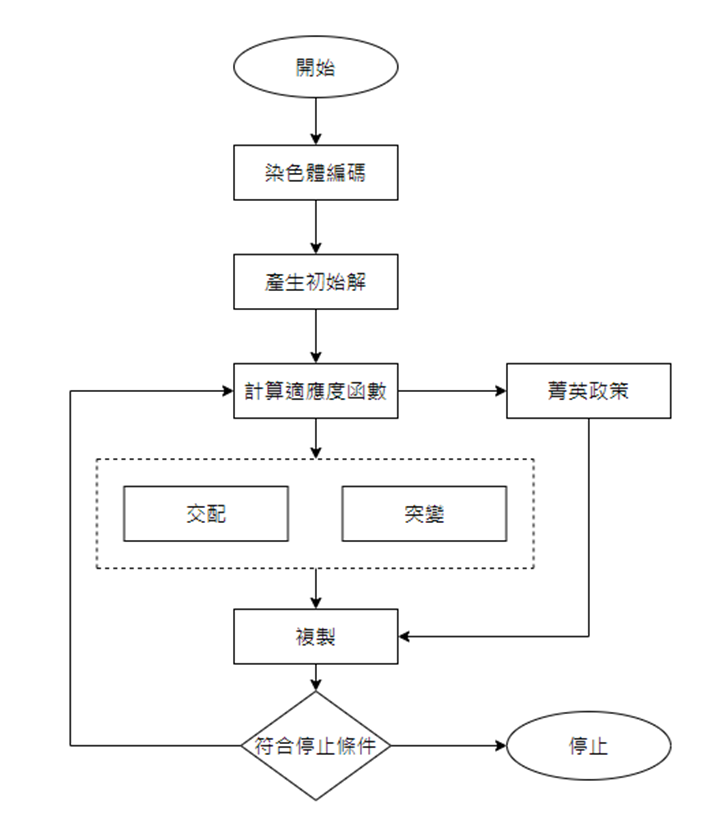 開始
染色體編碼
產生初始解
計算適應度函數
菁英政策
交配
突變
複製
符合停止條件
停止